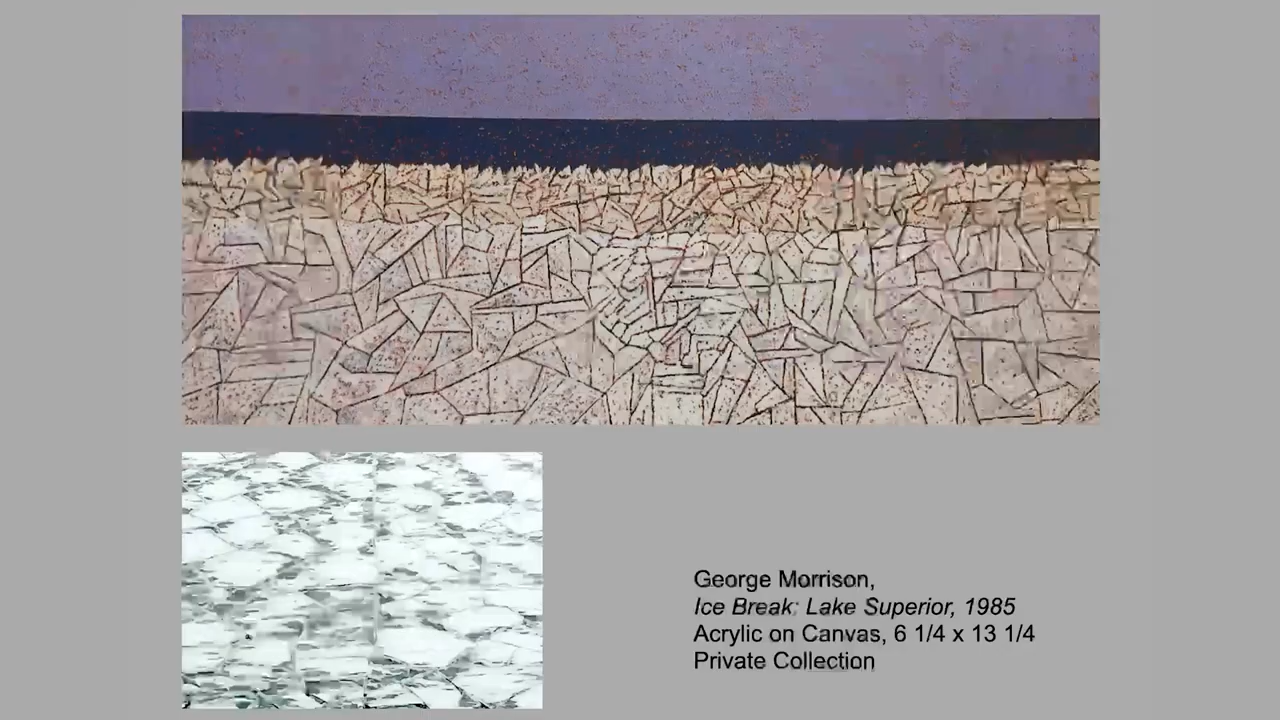 George Morrison,
Ice Break: Lake Superior, 1985
Acrylic on Canvas, 6 1/4 x 13 1/4
Private Collection